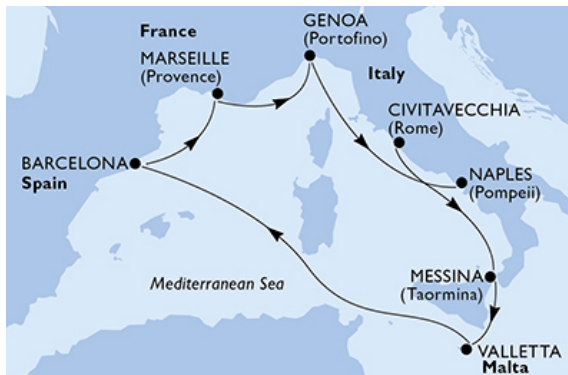 GENOA
(Portofino)
France
MARSEILLE
(Provence)
Italy
CIVITAVECCHIA
(Rome)
BARCELONA
Spain
NAPLES
(Pompeii)
MESSINA
(Taormina)
Mediterranean Sea
VALLETTA
Malta